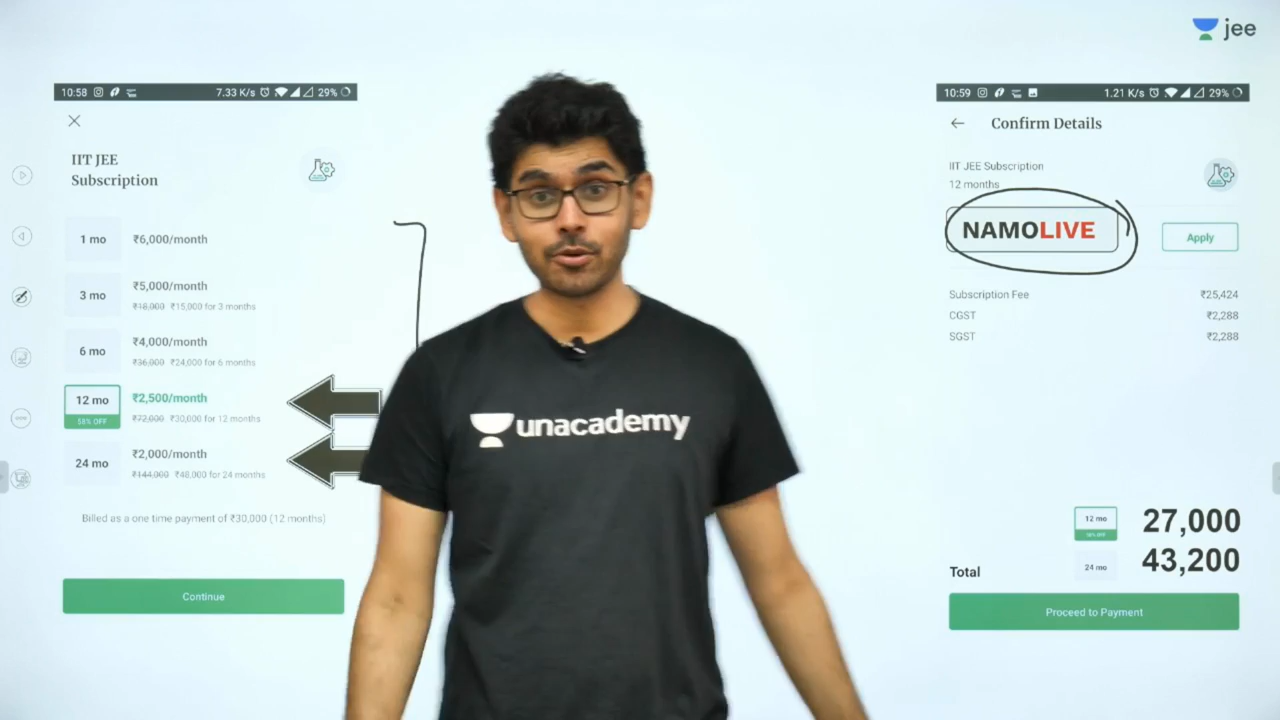 jee
10:58 7.33 K/s 29%
IIT JEE
Subscription
1 mo ₹6,000/month
3 mo ₹5,000/month
₹18,000 ₹15,000 for 3 months
6 mo ₹4,000/month
₹36,000 ₹24,000 for 6 months
12 mo ₹2,500/month
58% OFF ₹72,000 ₹30,000 for 12 months
24 mo ₹2,000/month
₹144,000 ₹48,000 for 24 months
Billed as a one time payment of ₹30,000 (12 months)
Continue
unacademy
10:59 1.21 K/s 29%
Confirm Details
IIT JEE Subscription
12 months
NAMOLIVE Apply
Subscription Fee ₹25,424
CGST ₹2,288
SGST ₹2,288
12 mo 27,000
58% OFF
Total 24 mo 43,200
Proceed to Payment